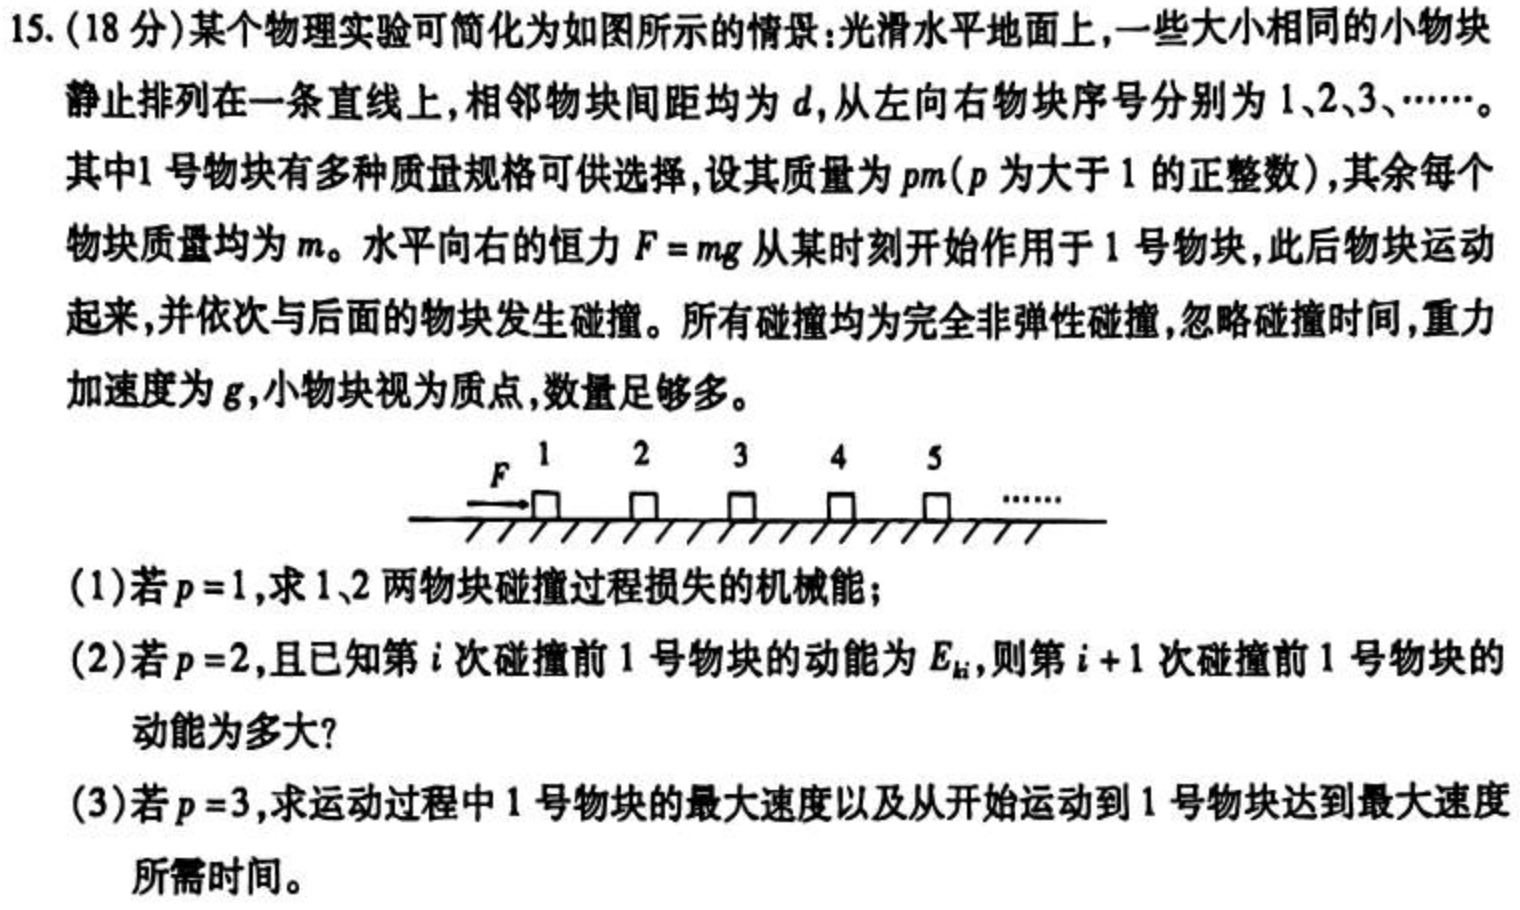 15. (18 分)某个物理实验可简化为如图所示的情景:光滑水平地面上,一些大小相同的小物块
静止排列在一条直线上,相邻物块间距均为 d,从左向右物块序号分别为 1、2、3、……。
其中1 号物块有多种质量规格可供选择,设其质量为 pm(p 为大于 1 的正整数),其余每个
物块质量均为 m。水平向右的恒力 F = mg 从某时刻开始作用于 1 号物块,此后物块运动
起来,并依次与后面的物块发生碰撞。所有碰撞均为完全非弹性碰撞,忽略碰撞时间,重力
加速度为 g,小物块视为质点,数量足够多。
F 1 2 3 4 5 ……
(1)若 p = 1,求 1、2 两物块碰撞过程损失的机械能;
(2)若 p = 2,且已知第 i 次碰撞前 1 号物块的动能为 Eki,则第 i + 1 次碰撞前 1 号物块的
动能为多大?
(3)若 p = 3,求运动过程中 1 号物块的最大速度以及从开始运动到 1 号物块达到最大速度
所需时间。